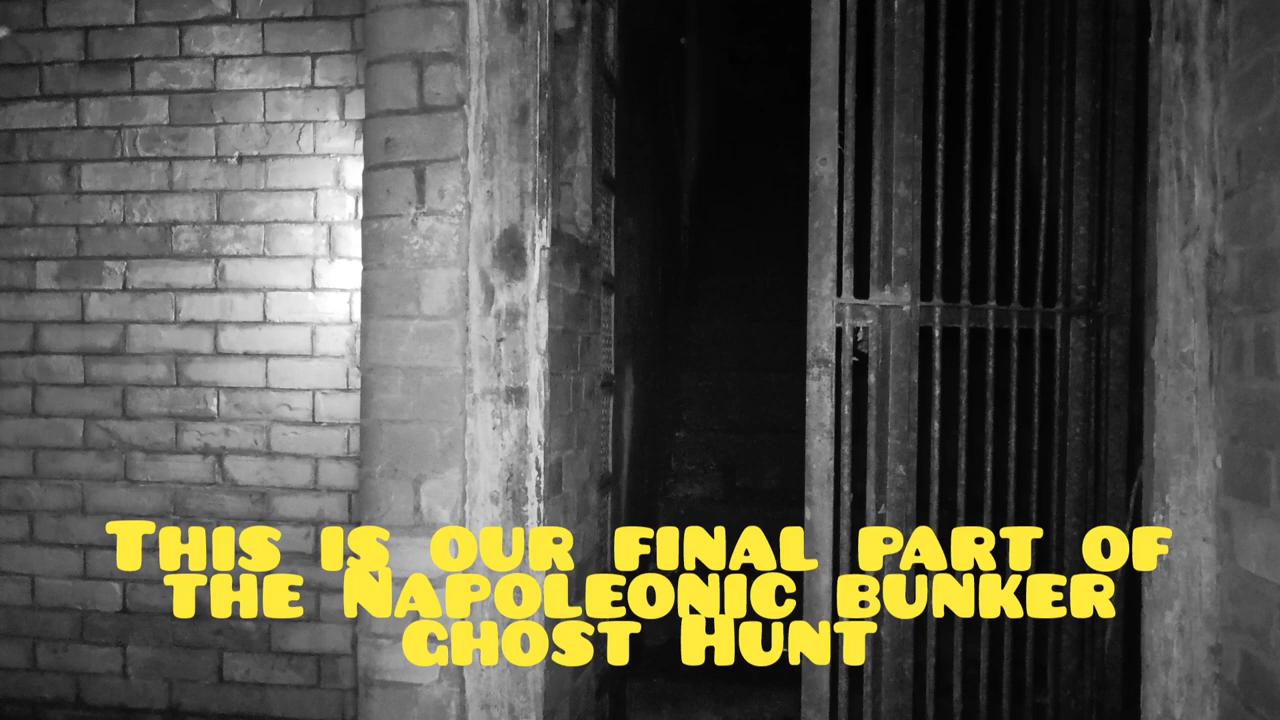 This is our final part of
the Napoleonic bunker
ghost Hunt